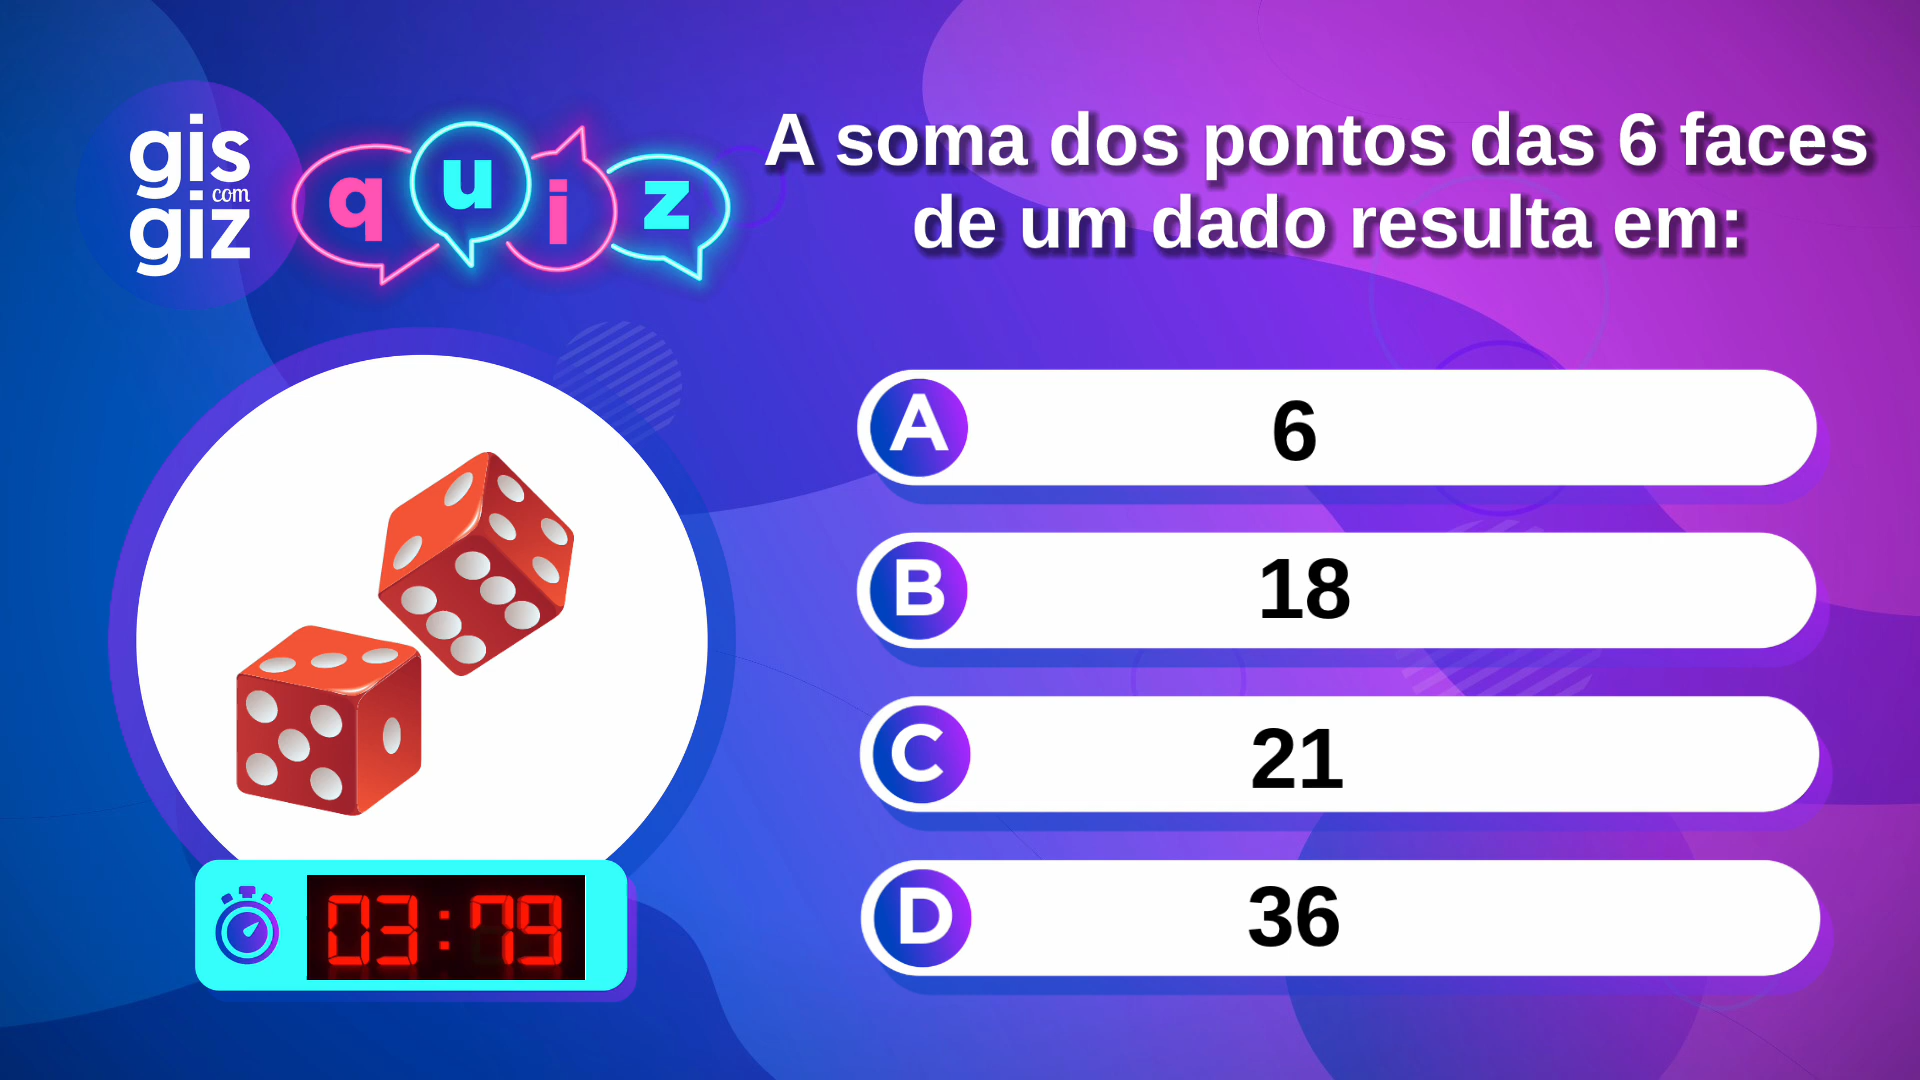 gis
com
giz
quiz
A soma dos pontos das 6 faces
de um dado resulta em:
A 6
B 18
C 21
D 36
03:79